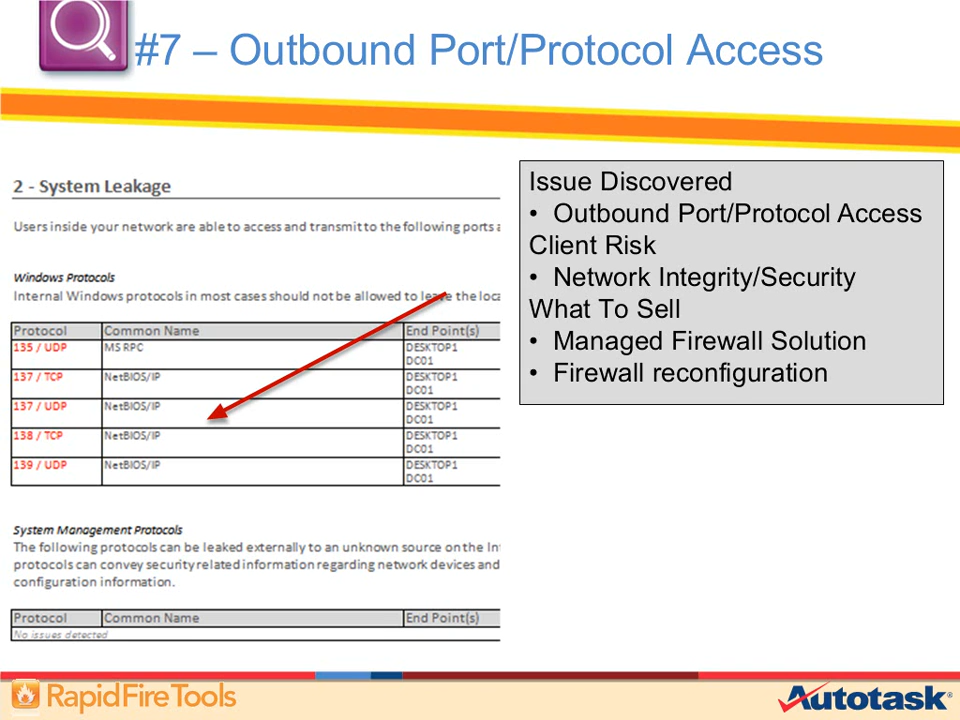 #7 – Outbound Port/Protocol Access
2 - System Leakage
Users inside your network are able to access and transmit to the following ports
Windows Protocols
Internal Windows protocols in most cases should not be allowed to leave the
Protocol Common Name End Point(s)
135 / UDP MS RPC DESKTOP1
DC01
137 / TCP NetBIOS/IP DESKTOP1
DC01
137 / UDP NetBIOS/IP DESKTOP1
DC01
138 / TCP NetBIOS/IP DESKTOP1
DC01
139 / UDP NetBIOS/IP DESKTOP1
DC01
System Management Protocols
The following protocols can be leaked externally to an unknown source on the
protocols can convey security related information regarding network devices and
configuration information.
Protocol Common Name End Point(s)
No issues detected
Issue Discovered
• Outbound Port/Protocol Access
Client Risk
• Network Integrity/Security
What To Sell
• Managed Firewall Solution
• Firewall reconfiguration
RapidFireTools
Autotask®